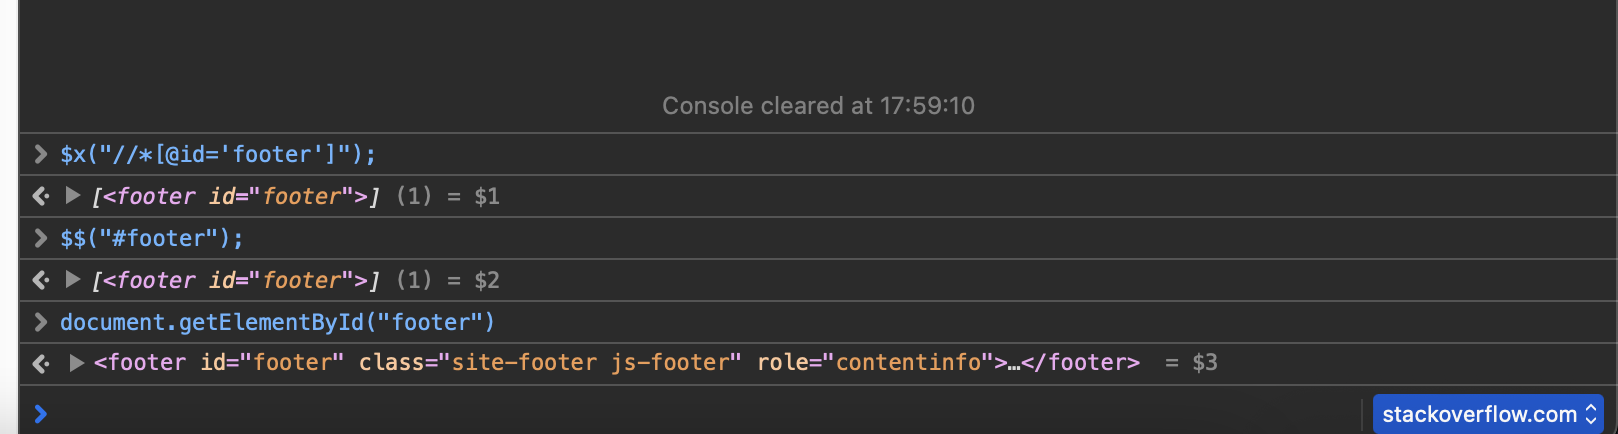 Console cleared at 17:59:10
$x("//*[@id='footer']");
[<footer id="footer">] (1) = $1
$$("#footer");
[<footer id="footer">] (1) = $2
document.getElementById("footer")
<footer id="footer" class="site-footer js-footer" role="contentinfo">…</footer> = $3
stackoverflow.com